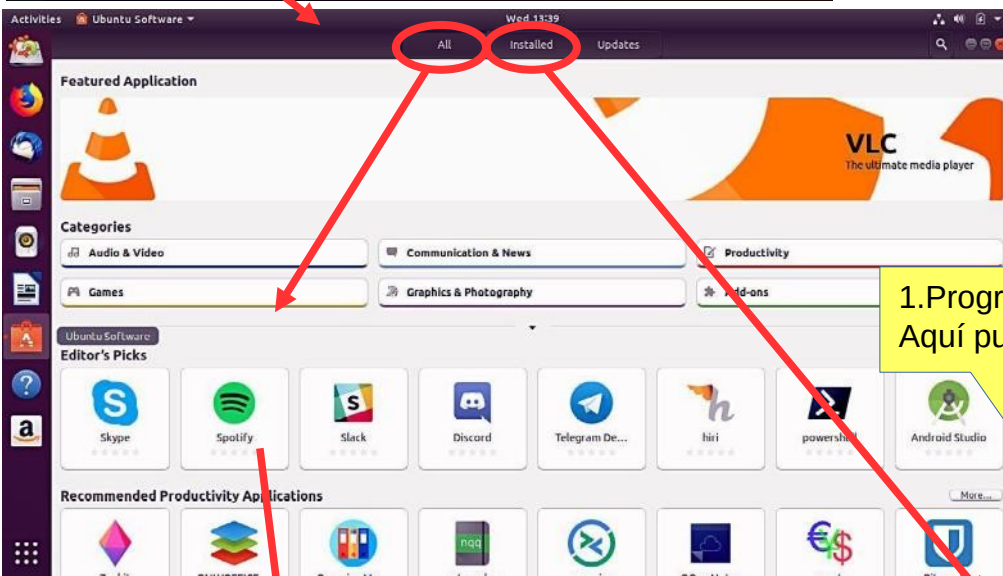 Activities Ubuntu Software
Wed 13:39
All Installed Updates
Featured Application
VLC
The ultimate media player
Categories
Audio & Video
Communication & News
Productivity
Games
Graphics & Photography
Add-ons
1.Progr
Aquí pu
Ubuntu Software
Editor's Picks
Skype
Spotify
Slack
Discord
Telegram De...
hiri
powershell
Android Studio
Recommended Productivity Applications
More...
nqq